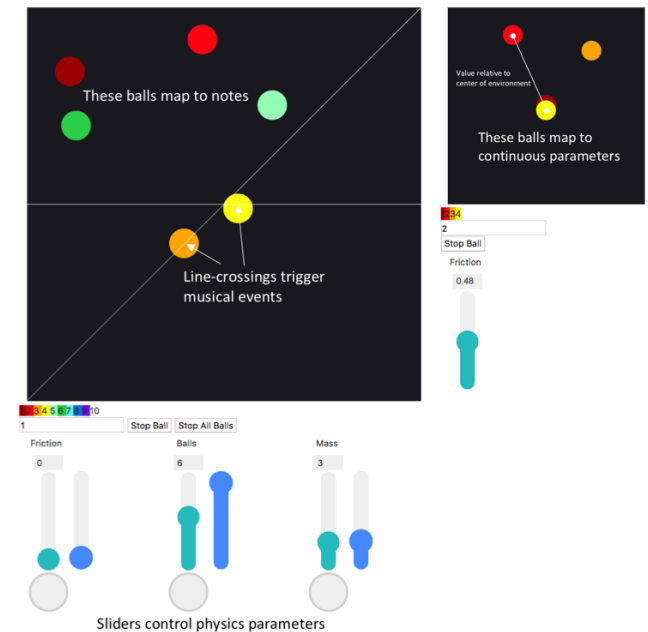 These balls map to notes
Value relative to
center of environment
These balls map to
continuous parameters
Line-crossings trigger
musical events
34
2
Stop Ball
Friction
0.48
3 4 5 6 7 8 10
1
Stop Ball
Stop All Balls
Friction
Balls
Mass
0
6
3
Sliders control physics parameters